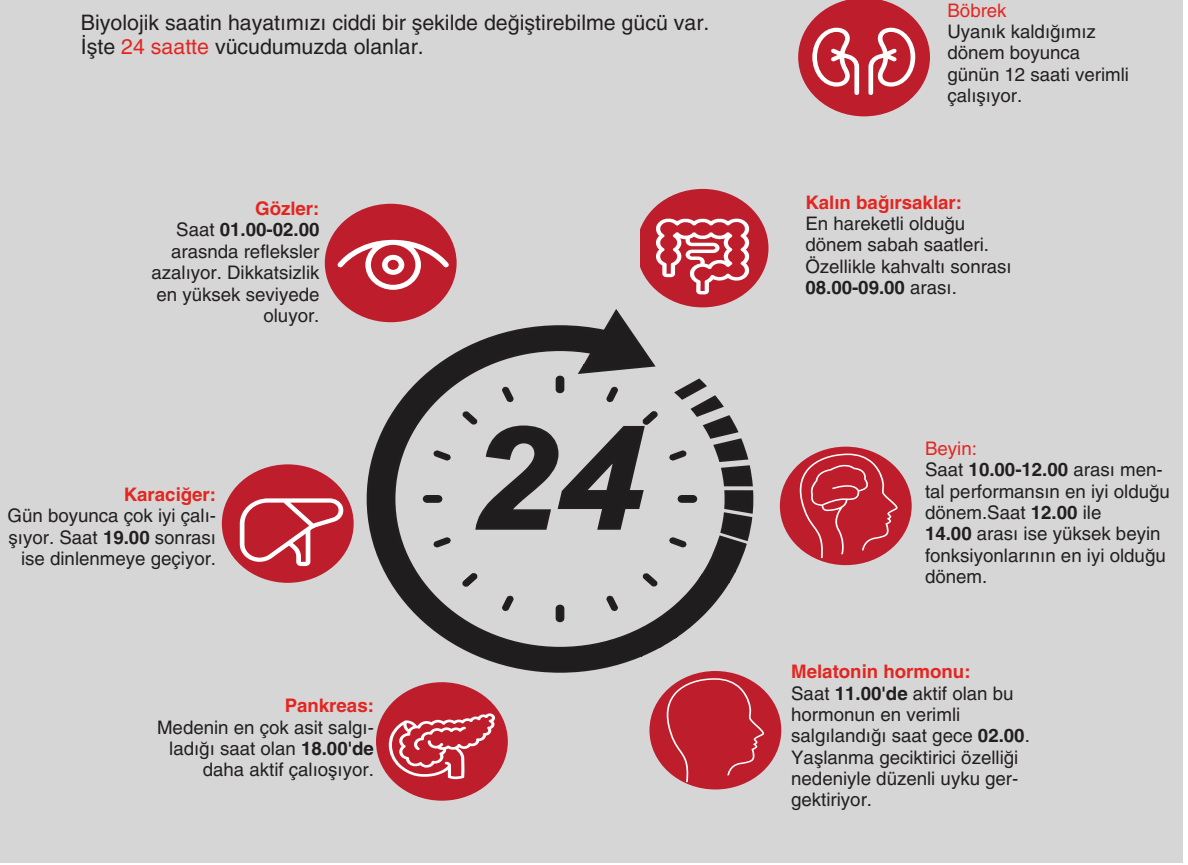 Biyolojik saatin hayatımızı ciddi bir şekilde değiştirebilme gücü var.
İşte 24 saatte vücudumuzda olanlar.
Böbrek
Uyanık kaldığımız
dönem boyunca
günün 12 saati verimli
çalışıyor.
Gözler:
Saat 01.00-02.00
arasnda refleksler
azalıyor. Dikkatsizlik
en yüksek seviyede
oluyor.
Kalın bağırsaklar:
En hareketli olduğu
dönem sabah saatleri.
Özellikle kahvaltı sonrası
08.00-09.00 arası.
24
Karaciğer:
Gün boyunca çok iyi çalı-
şıyor. Saat 19.00 sonrası
ise dinlenmeye geçiyor.
Beyin:
Saat 10.00-12.00 arası men-
tal performansın en iyi olduğu
dönem.Saat 12.00 ile
14.00 arası ise yüksek beyin
fonksiyonlarının en iyi olduğu
dönem.
Pankreas:
Medenin en çok asit salgı-
ladığı saat olan 18.00'de
daha aktif çalıoşıyor.
Melatonin hormonu:
Saat 11.00'de aktif olan bu
hormonun en verimli
salgılandığı saat gece 02.00.
Yaşlanma geciktirici özelliği
nedeniyle düzenli uyku ger-
gektiriyor.